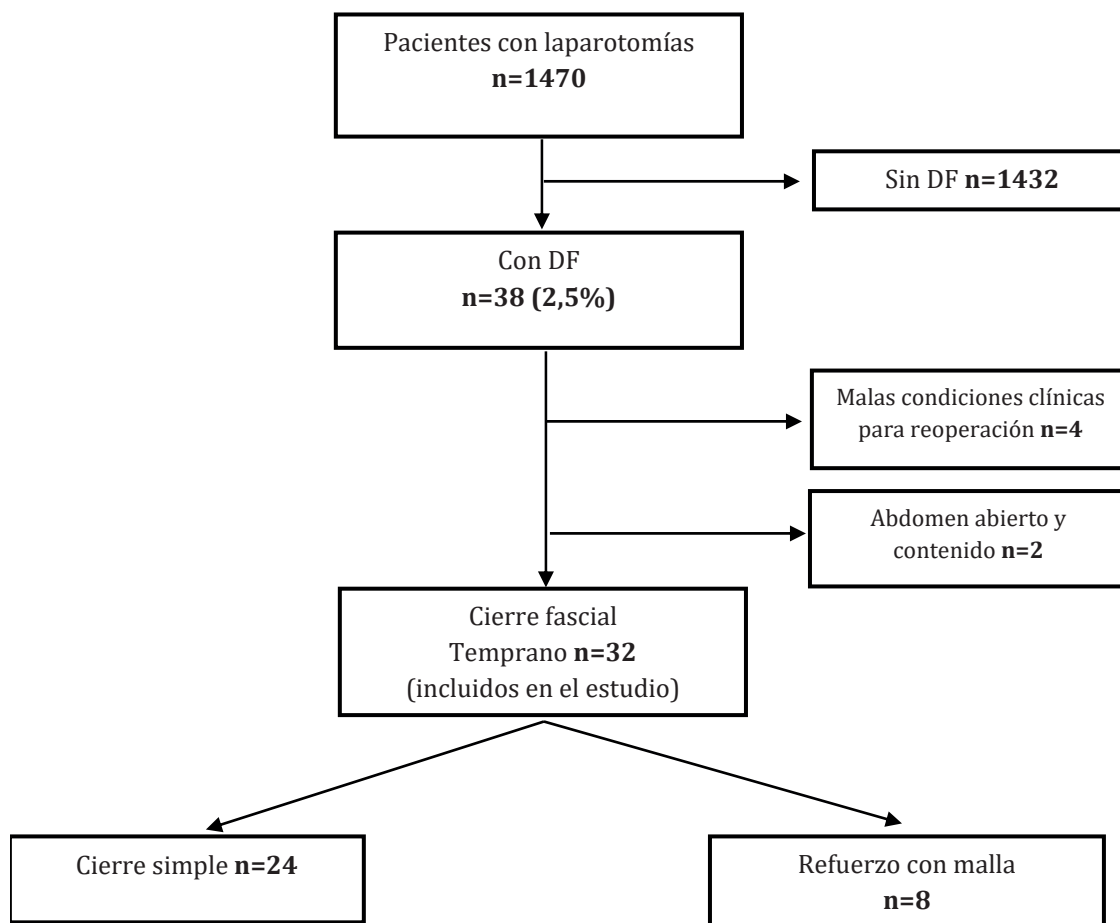 Pacientes con laparotomías
n=1470
Sin DF n=1432
Con DF
n=38 (2,5%)
Malas condiciones clínicas
para reoperación n=4
Abdomen abierto y
contenido n=2
Cierre fascial
Temprano n=32
(incluidos en el estudio)
Cierre simple n=24
Refuerzo con malla
n=8